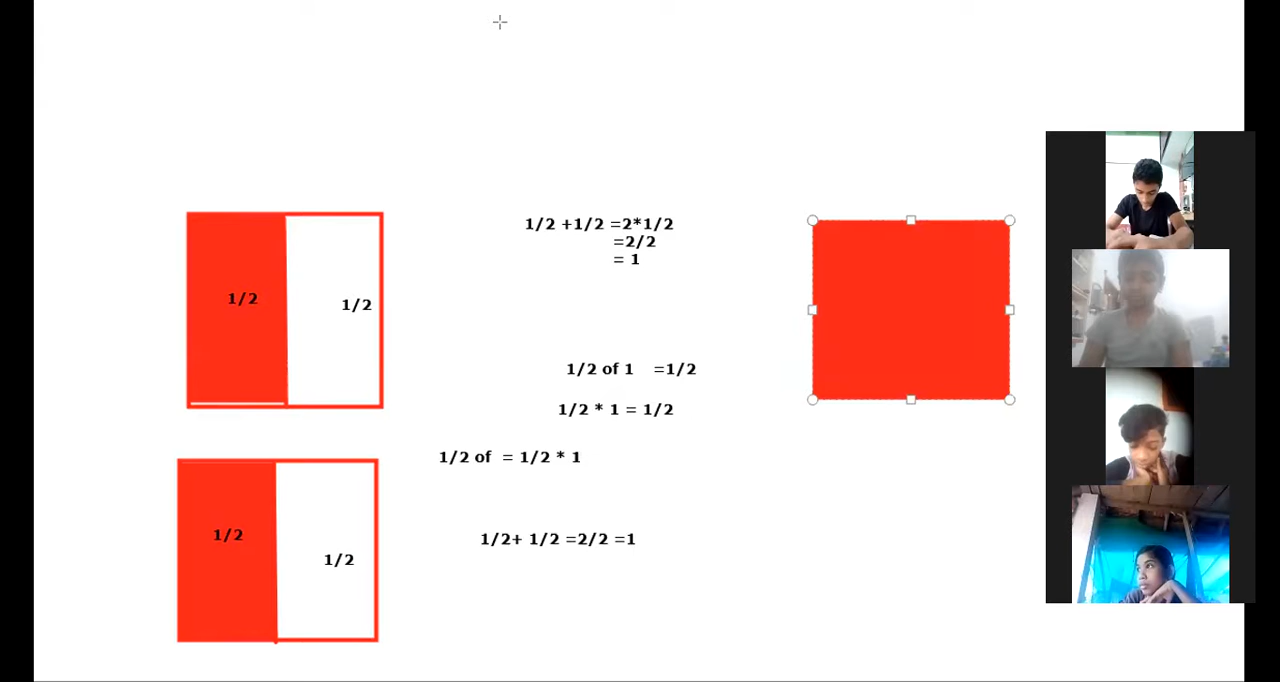 1/2 +1/2 =2*1/2
=2/2
= 1
1/2
1/2
1/2 of 1 =1/2
1/2 * 1 = 1/2
1/2 of = 1/2 * 1
1/2
1/2
1/2+ 1/2 =2/2 =1